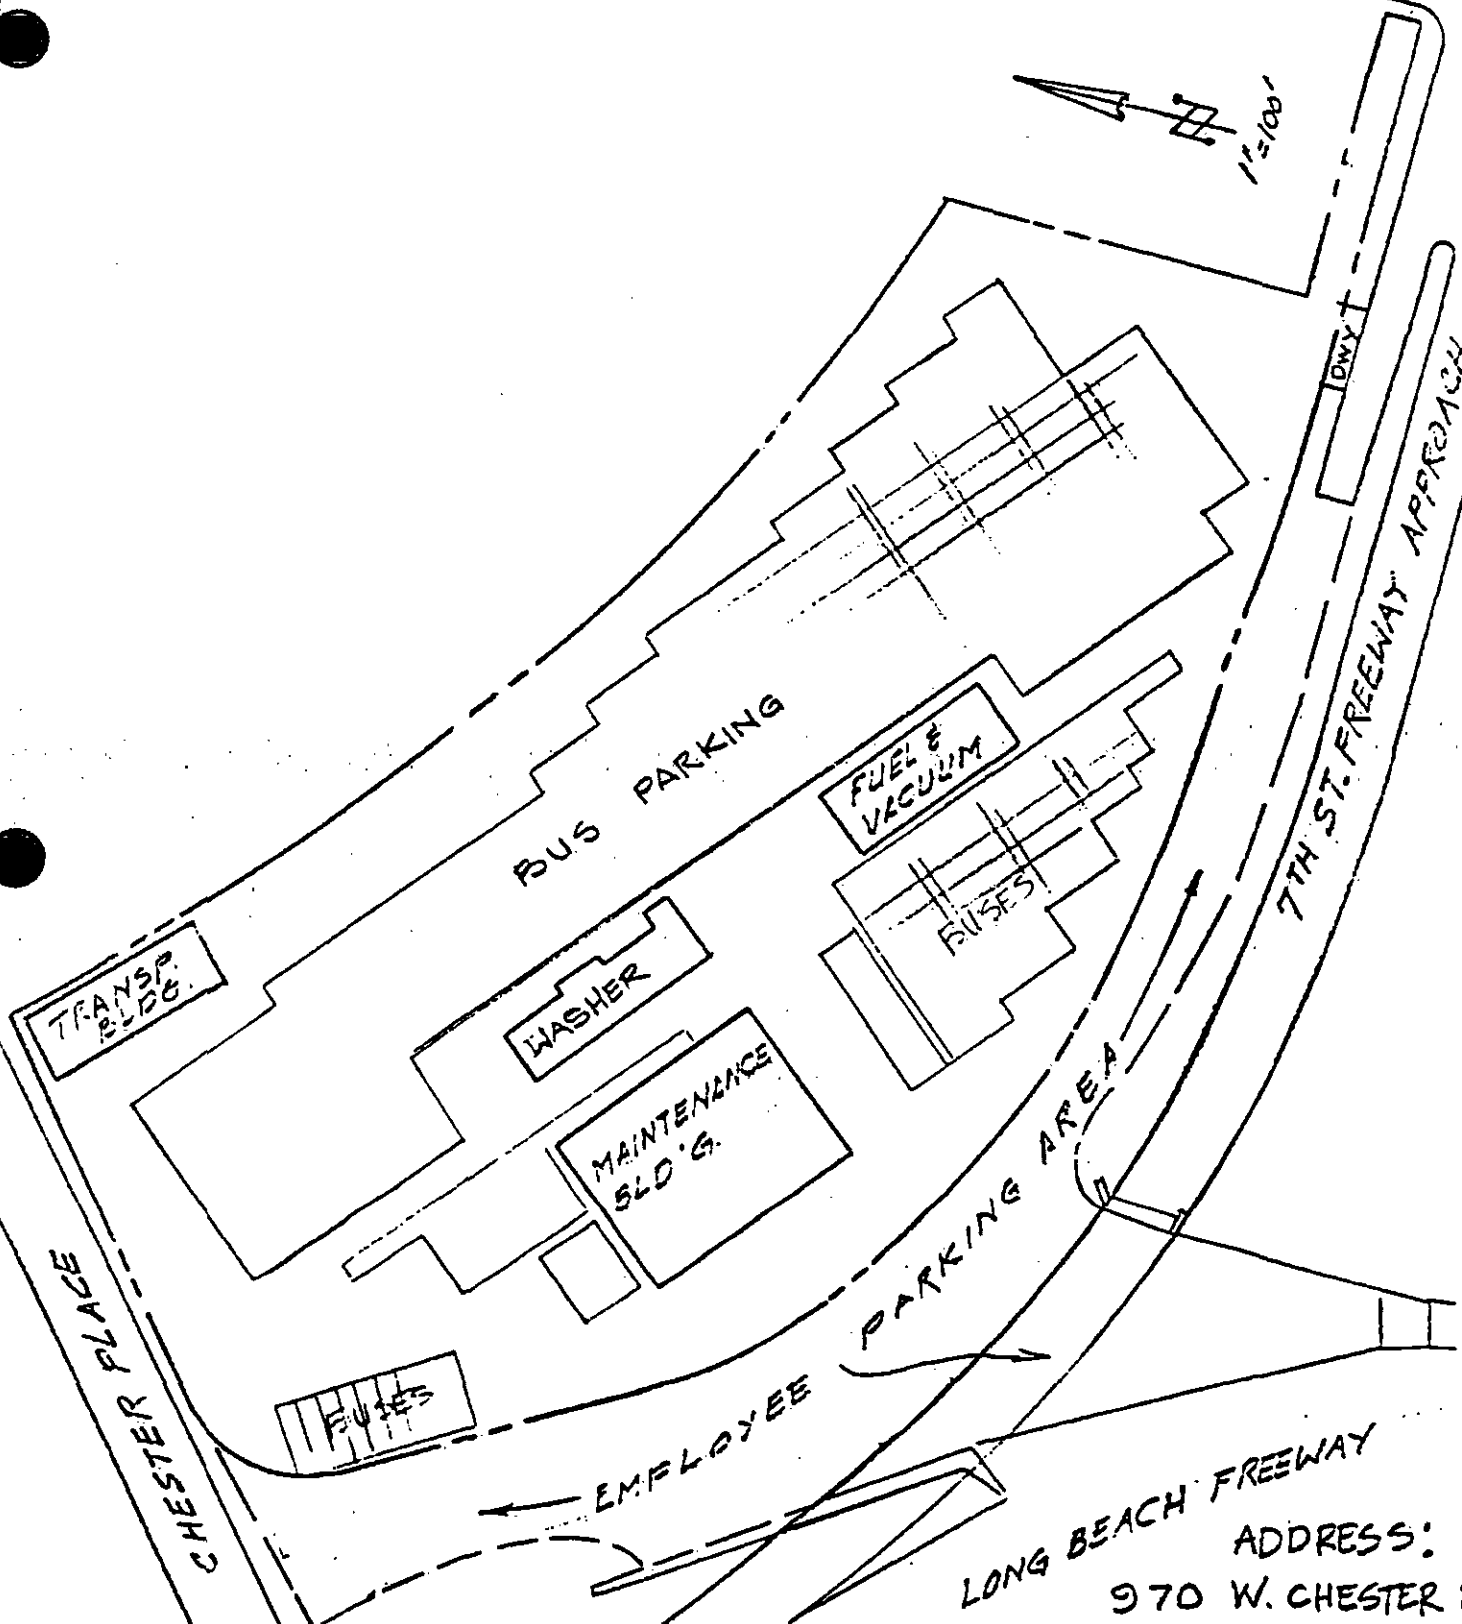 1"=100'
DWY
7TH ST. FREEWAY APPROACH
BUS PARKING
FUEL &
VACUUM
BUSES
TRANSP.
BLDG.
WASHER
MAINTENANCE
BLD'G.
CHESTER PLACE
BUSES
EMPLOYEE PARKING AREA
LONG BEACH FREEWAY
ADDRESS:
970 W. CHESTER